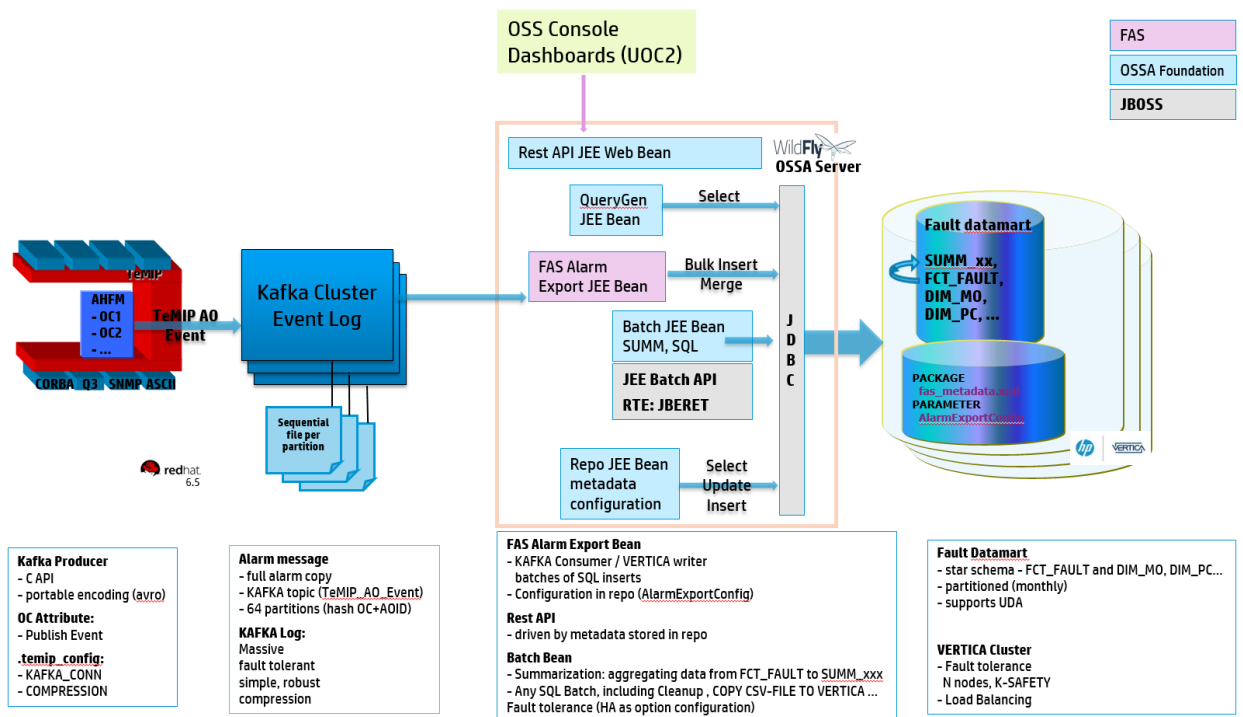 OSS Console
Dashboards (UOC2)
FAS
OSSA Foundation
JBOSS
Rest API JEE Web Bean
WildFly
OSSA Server
QueryGen
JEE Bean
Select
FAS Alarm
Export JEE Bean
Bulk Insert
Merge
Batch JEE Bean
SUMM, SQL
JEE Batch API
RTE: JBERET
Repo JEE Bean
metadata
configuration
Select
Update
Insert
J
D
B
C
TeMIP
AHFM
- OC1
- OC2
- ...
TeMIP AO
Event
CORBA Q3 SNMP ASCII
Kafka Cluster
Event Log
Sequential
file per
partition
redhat.
6.5
Fault datamart
SUMM_xx,
FCT_FAULT,
DIM_MO,
DIM_PC, ...
PACKAGE
fas_metadata.xml
PARAMETER
AlarmExportConfig
hp
VERTICA
Kafka Producer
- C API
- portable encoding (avro)
OC Attribute:
- Publish Event
.temip_config:
- KAFKA_CONN
- COMPRESSION
Alarm message
- full alarm copy
- KAFKA topic (TeMIP_AO_Event)
- 64 partitions (hash OC+AOID)
KAFKA Log:
Massive
fault tolerant
simple, robust
compression
FAS Alarm Export Bean
- KAFKA Consumer / VERTICA writer
batches of SQL inserts
- Configuration in repo (AlarmExportConfig)
Rest API
- driven by metadata stored in repo
Batch Bean
- Summarization: aggregating data from FCT_FAULT to SUMM_xxx
- Any SQL Batch, including Cleanup , COPY CSV-FILE TO VERTICA ...
Fault tolerance (HA as option configuration)
Fault Datamart
- star schema - FCT_FAULT and DIM_MO, DIM_PC...
- partitioned (monthly)
- supports UDA
VERTICA Cluster
- Fault tolerance
N nodes, K-SAFETY
- Load Balancing